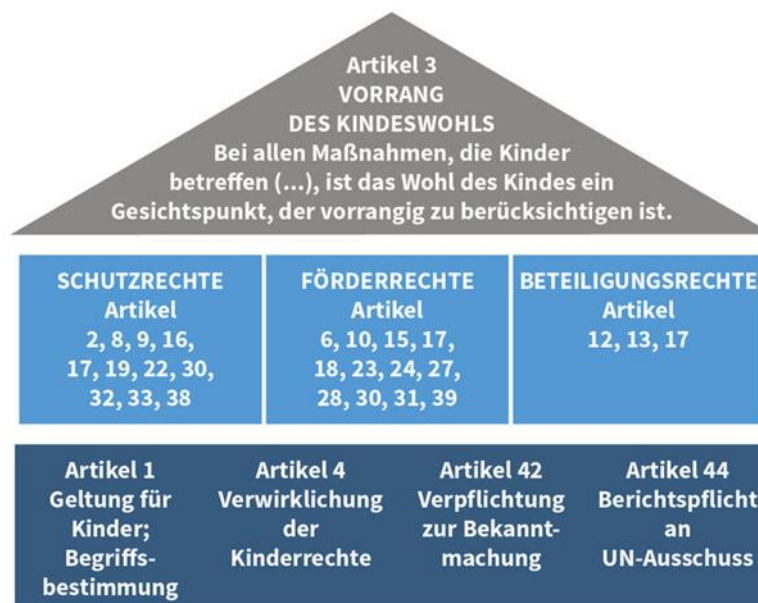 Artikel 3
VORRANG
DES KINDESWOHLS
Bei allen Maßnahmen, die Kinder
betreffen (...), ist das Wohl des Kindes ein
Gesichtspunkt, der vorrangig zu berücksichtigen ist.
SCHUTZRECHTE
Artikel
2, 8, 9, 16,
17, 19, 22, 30,
32, 33, 38
FÖRDERRECHTE
Artikel
6, 10, 15, 17,
18, 23, 24, 27,
28, 30, 31, 39
BETEILIGUNGSRECHTE
Artikel
12, 13, 17
Artikel 1
Geltung für
Kinder;
Begriffs-
bestimmung
Artikel 4
Verwirklichung
der
Kinderrechte
Artikel 42
Verpflichtung
zur Bekannt-
machung
Artikel 44
Berichtspflicht
an
UN-Ausschuss